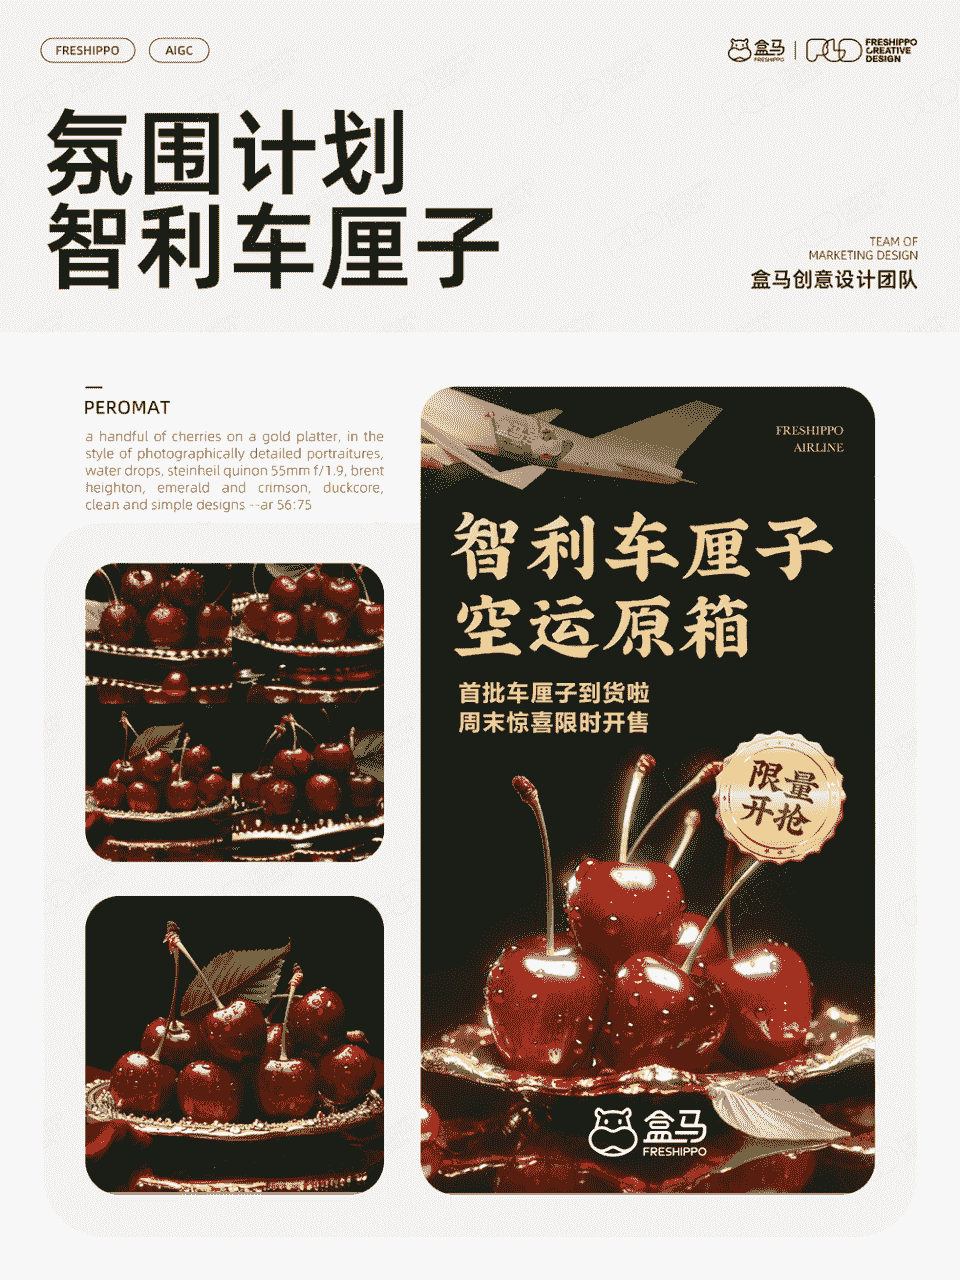 FRESHIPPO
AIGC
盒马
FRESHIPPO
FRESHIPPO
CREATIVE
DESIGN
氛围计划
智利车厘子
TEAM OF
MARKETING DESIGN
盒马创意设计团队
PEROMAT
a handful of cherries on a gold platter, in the
style of photographically detailed portraitures,
water drops, steinheil quinon 55mm f/1.9, brent
heighton, emerald and crimson, duckcore,
clean and simple designs --ar 56:75
FRESHIPPO
AIRLINE
智利车厘子
空运原箱
首批车厘子到货啦
周末惊喜限时开售
限量
开抢
盒马
FRESHIPPO